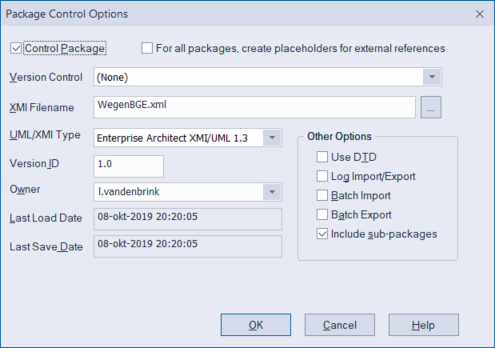 Package Control Options
Control Package
For all packages, create placeholders for external references
Version Control (None)
XMI Filename WegenBGE.xml ...
UML/XMI Type Enterprise Architect XMI/UML 1.3
Version ID 1.0
Owner l.vandenbrink
Last Load Date 08-okt-2019 20:20:05
Last Save Date 08-okt-2019 20:20:05
Other Options
Use DTD
Log Import/Export
Batch Import
Batch Export
Include sub-packages
OK Cancel Help